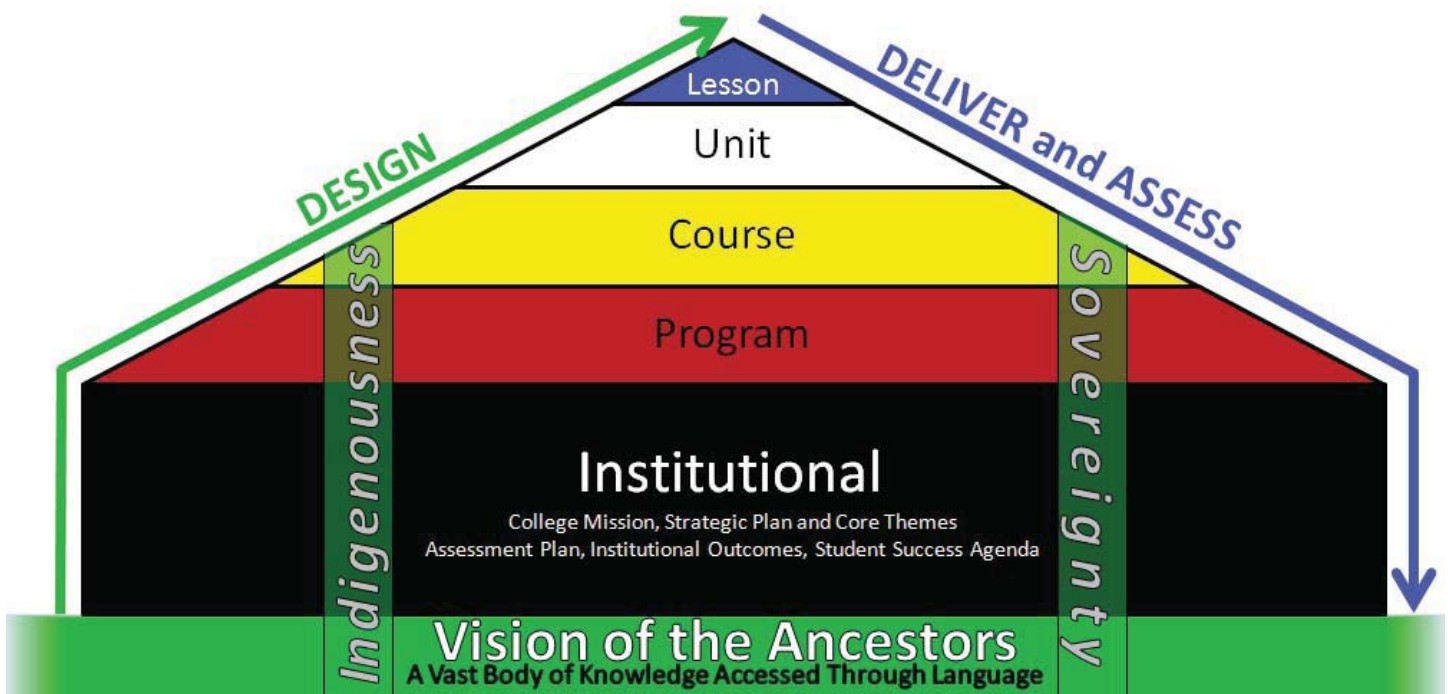 DESIGN
DELIVER and ASSESS
Lesson
Unit
Course
Program
Indigenousness
Sovereignty
Institutional
College Mission, Strategic Plan and Core Themes
Assessment Plan, Institutional Outcomes, Student Success Agenda
Vision of the Ancestors
A Vast Body of Knowledge Accessed Through Language